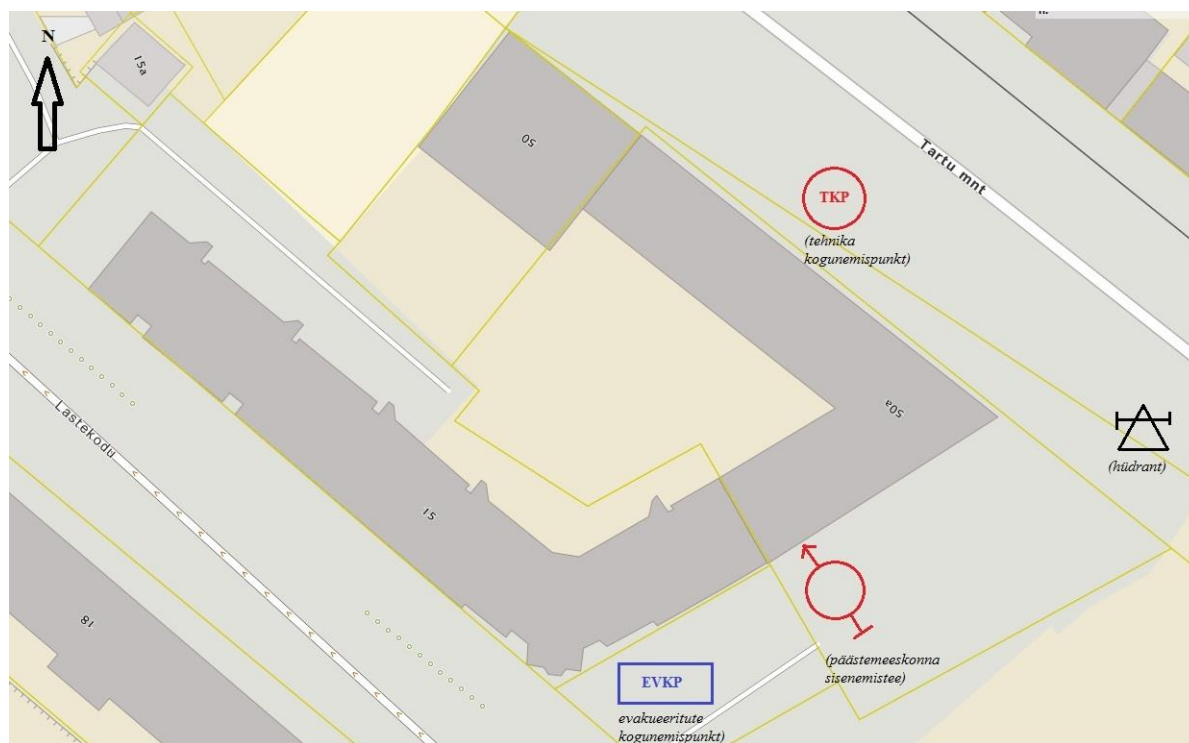 N
15a
50
Tartu mnt
TKP
(tehnika
kogunemispunkt)
50a
(hüdrant)
Lastekodu
15
18
(päästemeeskonna
sisenemistee)
EVKP
evakueeritute
kogunemispunkt)